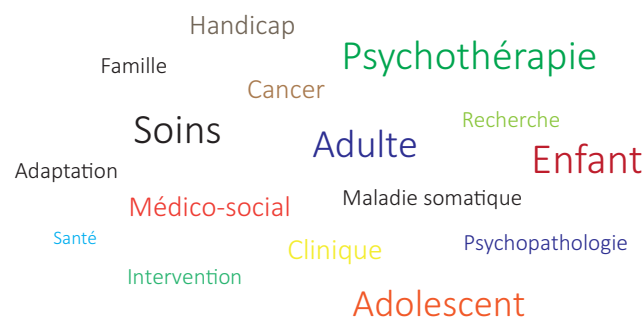 Handicap
Psychothérapie
Famille
Cancer
Recherche
Soins
Adulte
Enfant
Adaptation
Maladie somatique
Médico-social
Santé
Clinique
Psychopathologie
Intervention
Adolescent